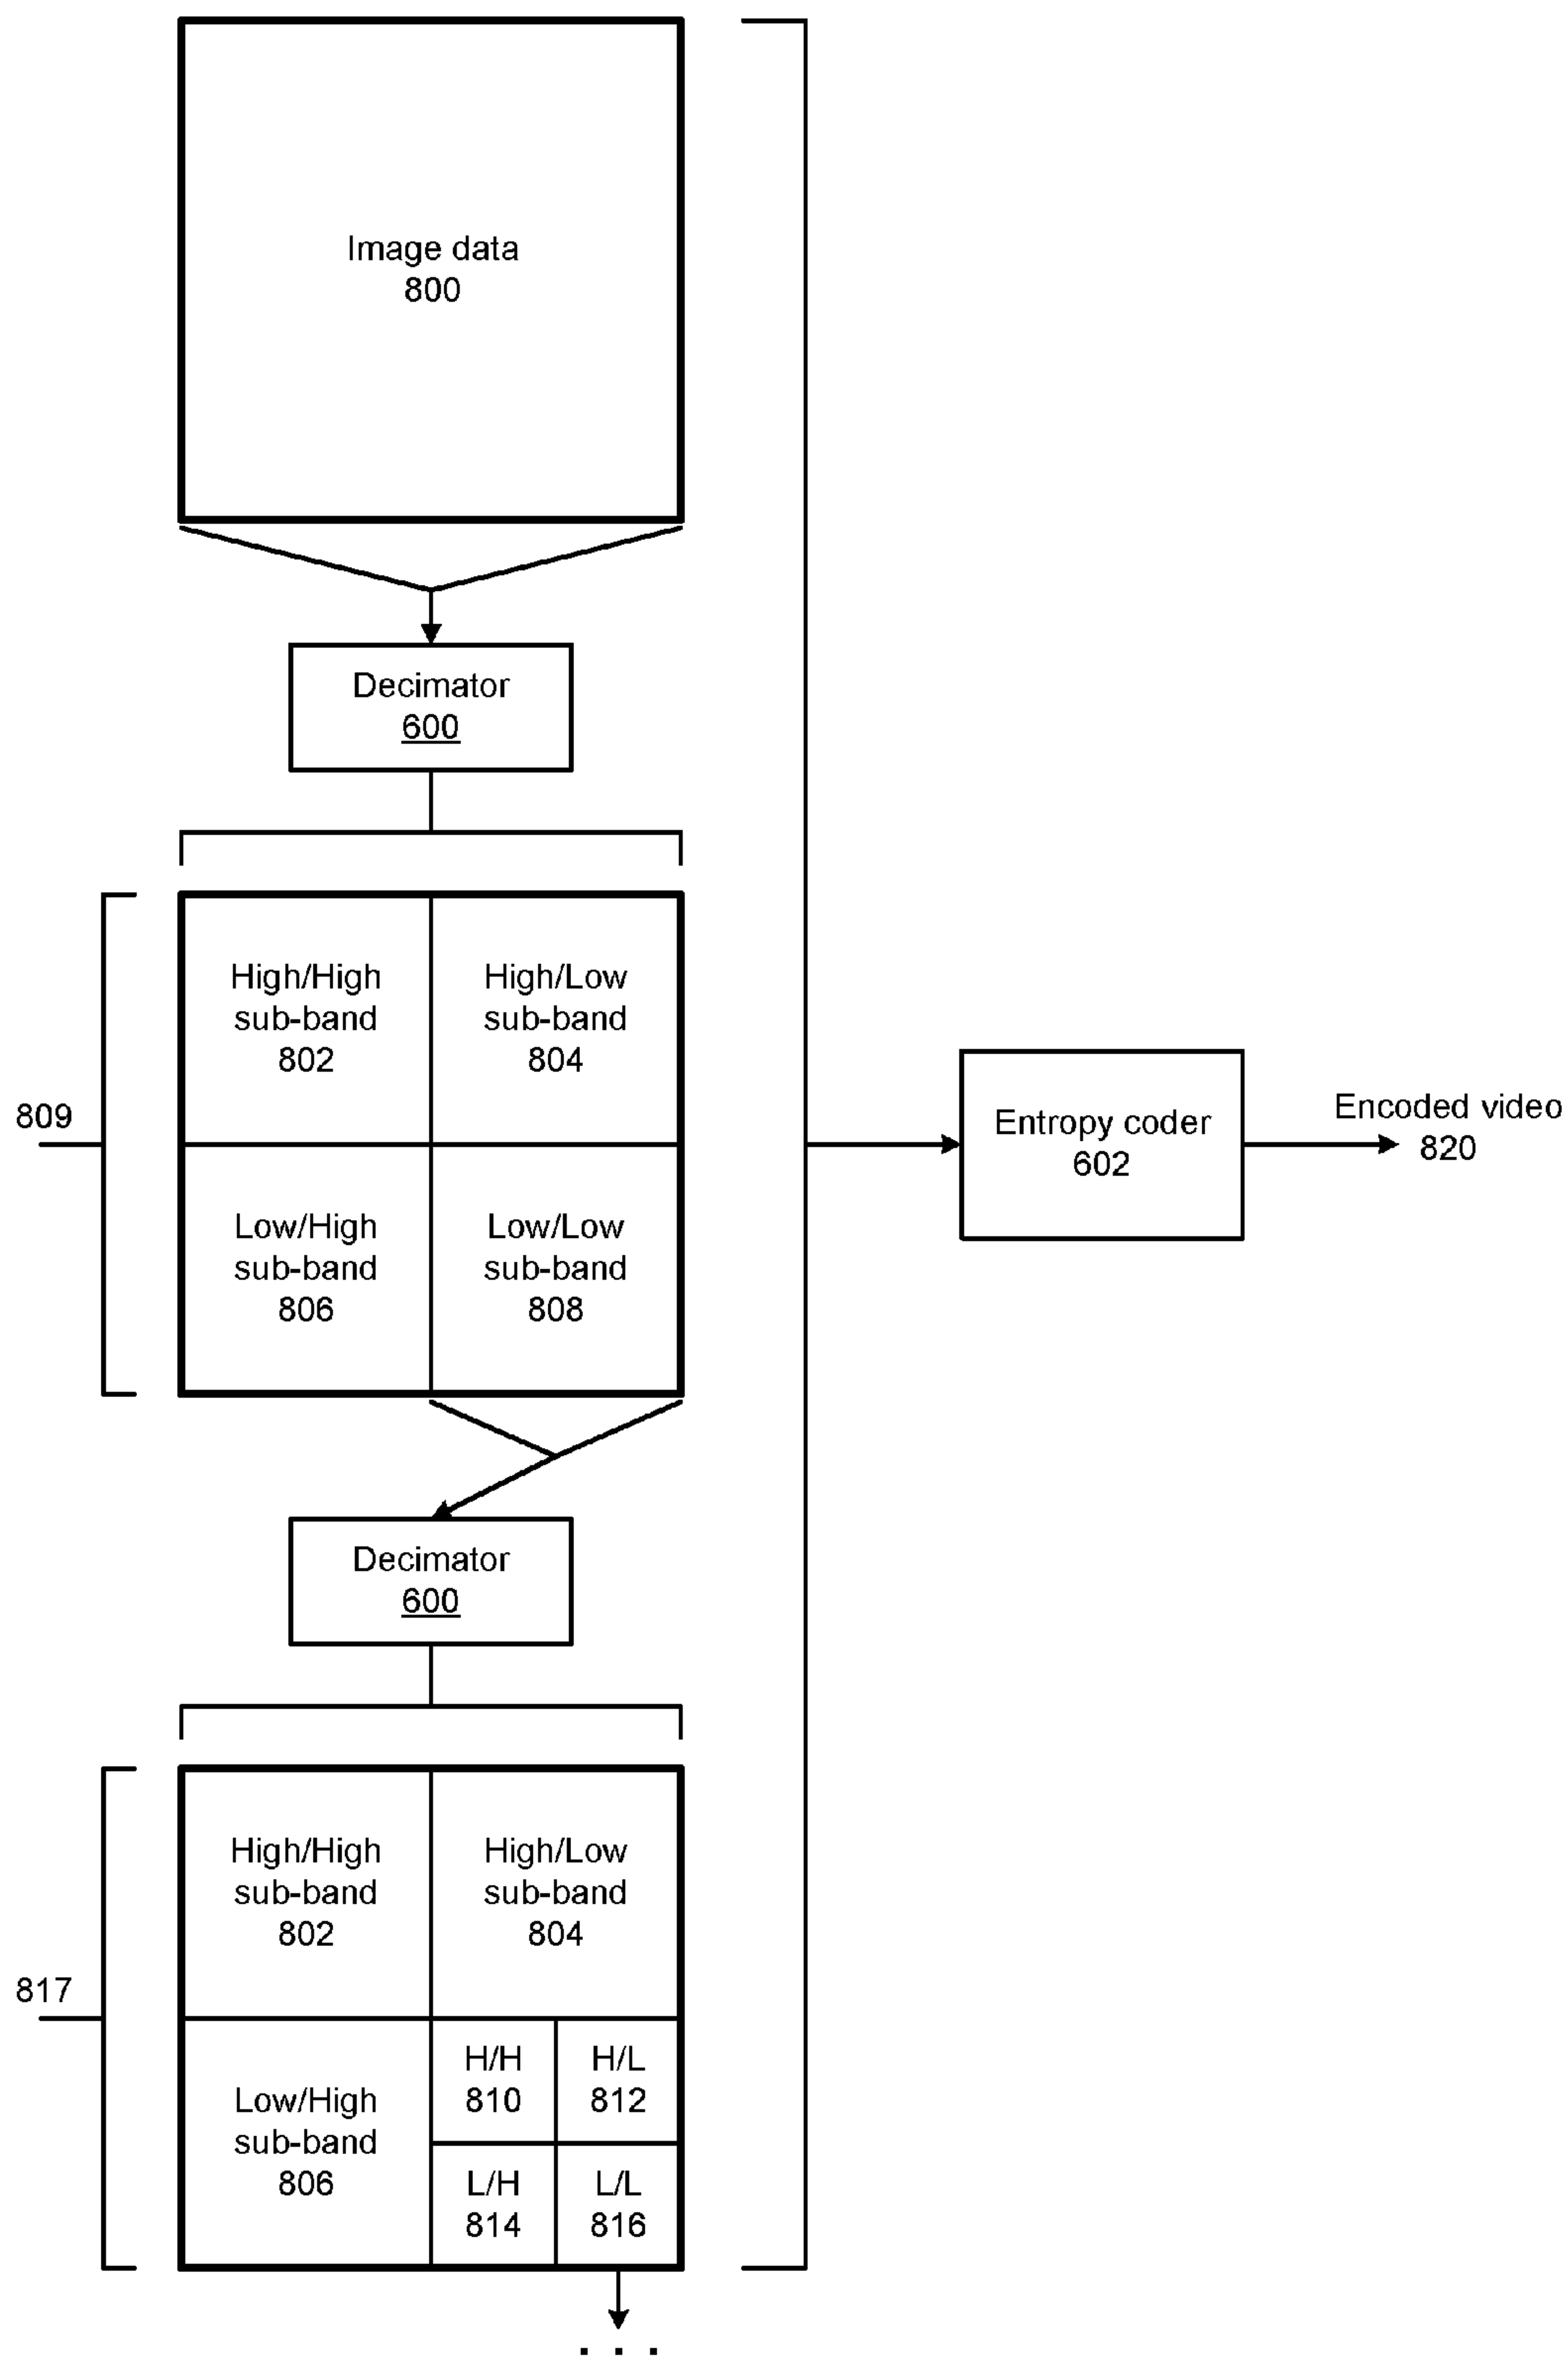 Image data
800
Decimator
600
High/High
sub-band
802
High/Low
sub-band
804
809
Low/High
sub-band
806
Low/Low
sub-band
808
Entropy coder
602
Encoded video
820
Decimator
600
High/High
sub-band
802
High/Low
sub-band
804
817
Low/High
sub-band
806
H/H
810
H/L
812
L/H
814
L/L
816
. . .